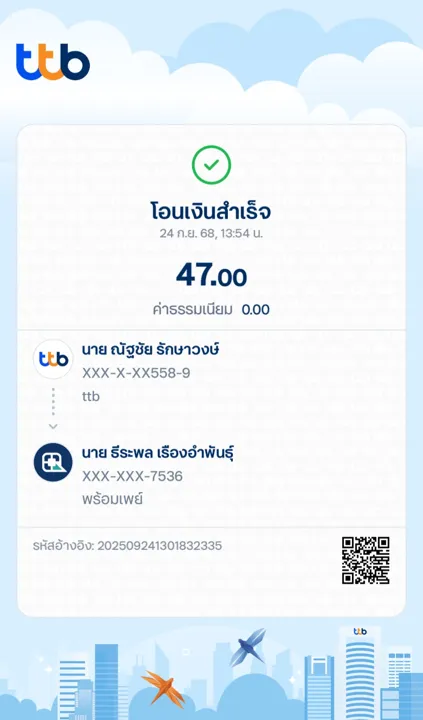 ttb
โอนเงินสำเร็จ
24 ก.ย. 68, 13:54 น.
47.00
ค่าธรรมเนียม 0.00
ttb
นาย ณัฐชัย รักษาวงษ์
XXX-X-XX558-9
ttb
นาย ธีระพล เรืองอำพันธุ์
XXX-XXX-7536
พร้อมเพย์
รหัสอ้างอิง: 202509241301832335
ttb